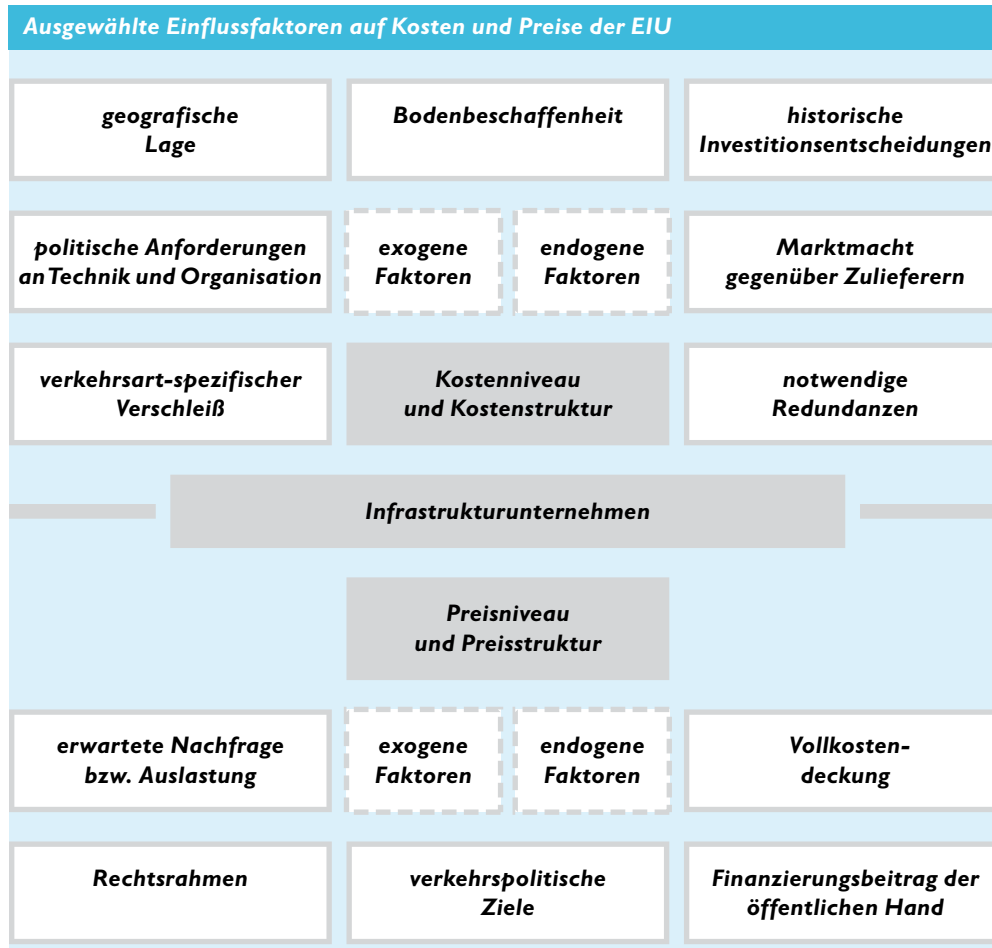 Ausgewählte Einflussfaktoren auf Kosten und Preise der EIU
geografische
Lage
Bodenbeschaffenheit
historische
Investitionsentscheidungen
politische Anforderungen
an Technik und Organisation
exogene
Faktoren
endogene
Faktoren
Marktmacht
gegenüber Zulieferern
verkehrsart-spezifischer
Verschleiß
Kostenniveau
und Kostenstruktur
notwendige
Redundanzen
Infrastrukturunternehmen
Preisniveau
und Preisstruktur
erwartete Nachfrage
bzw. Auslastung
exogene
Faktoren
endogene
Faktoren
Vollkosten-
deckung
Rechtsrahmen
verkehrspolitische
Ziele
Finanzierungsbeitrag der
öffentlichen Hand